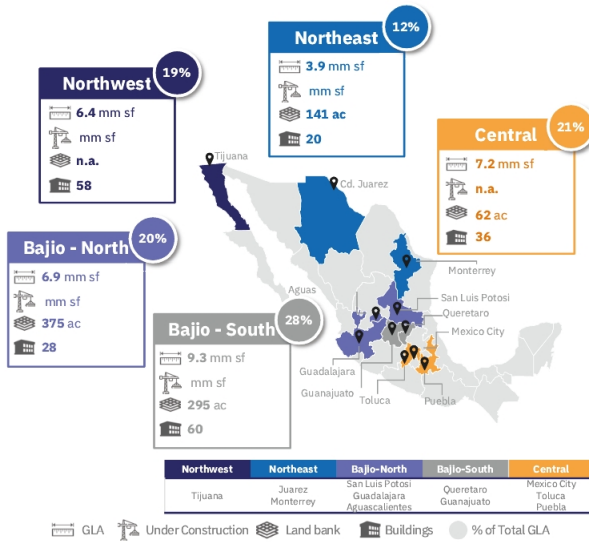 Northeast
12%
3.9 mm sf
mm sf
141 ac
20
Northwest
19%
6.4 mm sf
mm sf
n.a.
58
Central
21%
7.2 mm sf
n.a.
62 ac
36
Bajio - North
20%
6.9 mm sf
mm sf
375 ac
28
Bajio - South
28%
9.3 mm sf
mm sf
295 ac
60
Tijuana
Cd. Juarez
Monterrey
Aguas
San Luis Potosi
Queretaro
Mexico City
Guadalajara
Guanajuato
Toluca
Puebla
Northwest Northeast Bajio-North Bajio-South Central
Tijuana
Juarez
Monterrey
San Luis Potosi
Guadalajara
Aguascalientes
Queretaro
Guanajuato
Mexico City
Toluca
Puebla
GLA Under Construction Land bank Buildings % of Total GLA